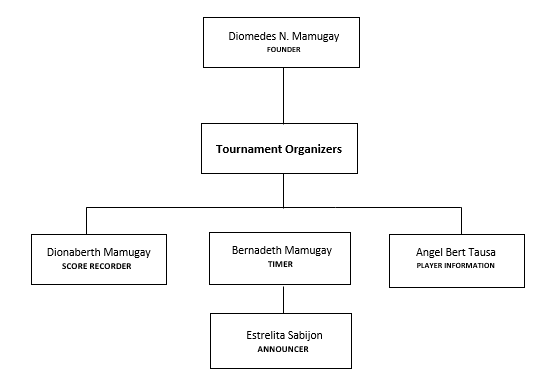 Diomedes N. Mamugay
FOUNDER
Tournament Organizers
Dionaberth Mamugay
SCORE RECORDER
Bernadeth Mamugay
TIMER
Angel Bert Tausa
PLAYER INFORMATION
Estrelita Sabijon
ANNOUNCER